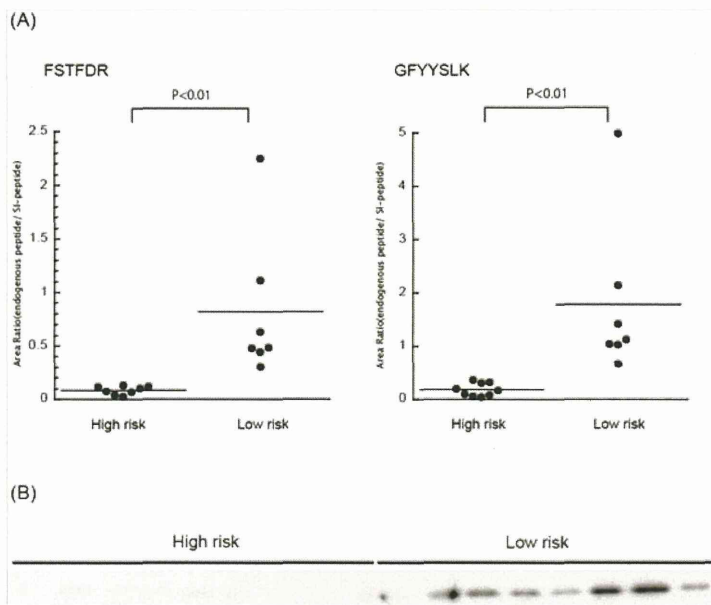 (A)
FSTFDR
P<0.01
Area Ratio(endogenous peptide/ SI-peptide)
2.5
2
1.5
1
0.5
0
High risk
Low risk
GFYYSLK
P<0.01
Area Ratio(endogenous peptide/ SI-peptide)
5
4
3
2
1
0
High risk
Low risk
(B)
High risk
Low risk